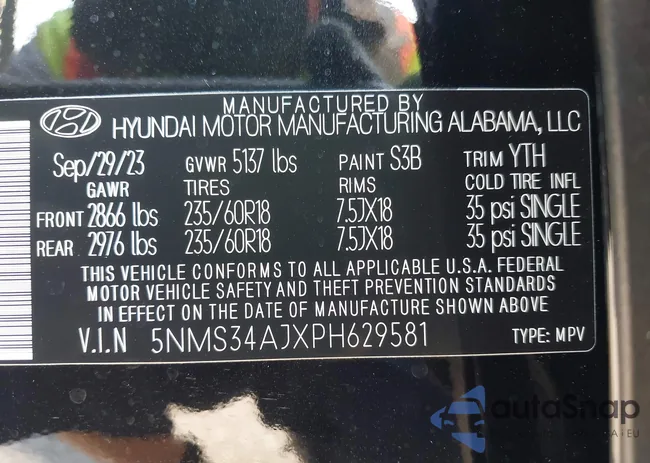 MANUFACTURED BY
HYUNDAI MOTOR MANUFACTURING ALABAMA, LLC
Sep/29/23 GVWR 5137 lbs PAINT S3B TRIM YTH
GAWR TIRES RIMS COLD TIRE INFL
FRONT 2866 lbs 235/60R18 7.5JX18 35 psi SINGLE
REAR 2976 lbs 235/60R18 7.5JX18 35 psi SINGLE
THIS VEHICLE CONFORMS TO ALL APPLICABLE U.S.A. FEDERAL
MOTOR VEHICLE SAFETY AND THEFT PREVENTION STANDARDS
IN EFFECT ON THE DATE OF MANUFACTURE SHOWN ABOVE
V.I.N 5NMS34AJXPH629581 TYPE: MPV
autoSnap